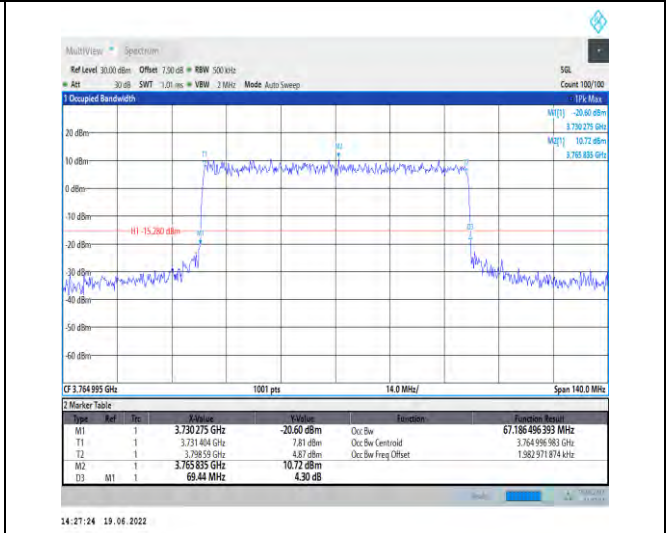 MultiView Spectrum
Ref Level 30.00 dBm Offset 7.90 dB RBW 500 kHz SGL
Att 30 dB SWT 1.01 ms VBW 2 MHz Mode Auto Sweep Count 100/100
1 Occupied Bandwidth 1Pk Max
M1[1] -20.60 dBm
3.730 275 GHz
M2[1] 10.72 dBm
3.765 835 GHz
20 dBm
M2
T1
10 dBm
0 dBm
-10 dBm
H1 -15.280 dBm
M1
D3
-30 dBm
-40 dBm
-50 dBm
-60 dBm
CF 3.764 995 GHz 1001 pts 14.0 MHz/ Span 140.0 MHz
2 Marker Table
Type Ref Trc X-Value Y-Value Function Function Result
M1 1 3.730 275 GHz -20.60 dBm Occ Bw 67.186 496 393 MHz
T1 1 3.731 404 GHz 7.81 dBm Occ Bw Centroid 3.764 996 983 GHz
T2 1 3.798 59 GHz 4.87 dBm Occ Bw Freq Offset 1.982 971 874 kHz
M2 1 3.765 835 GHz 10.72 dBm
D3 M1 1 69.44 MHz 4.30 dB
Ready
14:27:24 19.06.2022